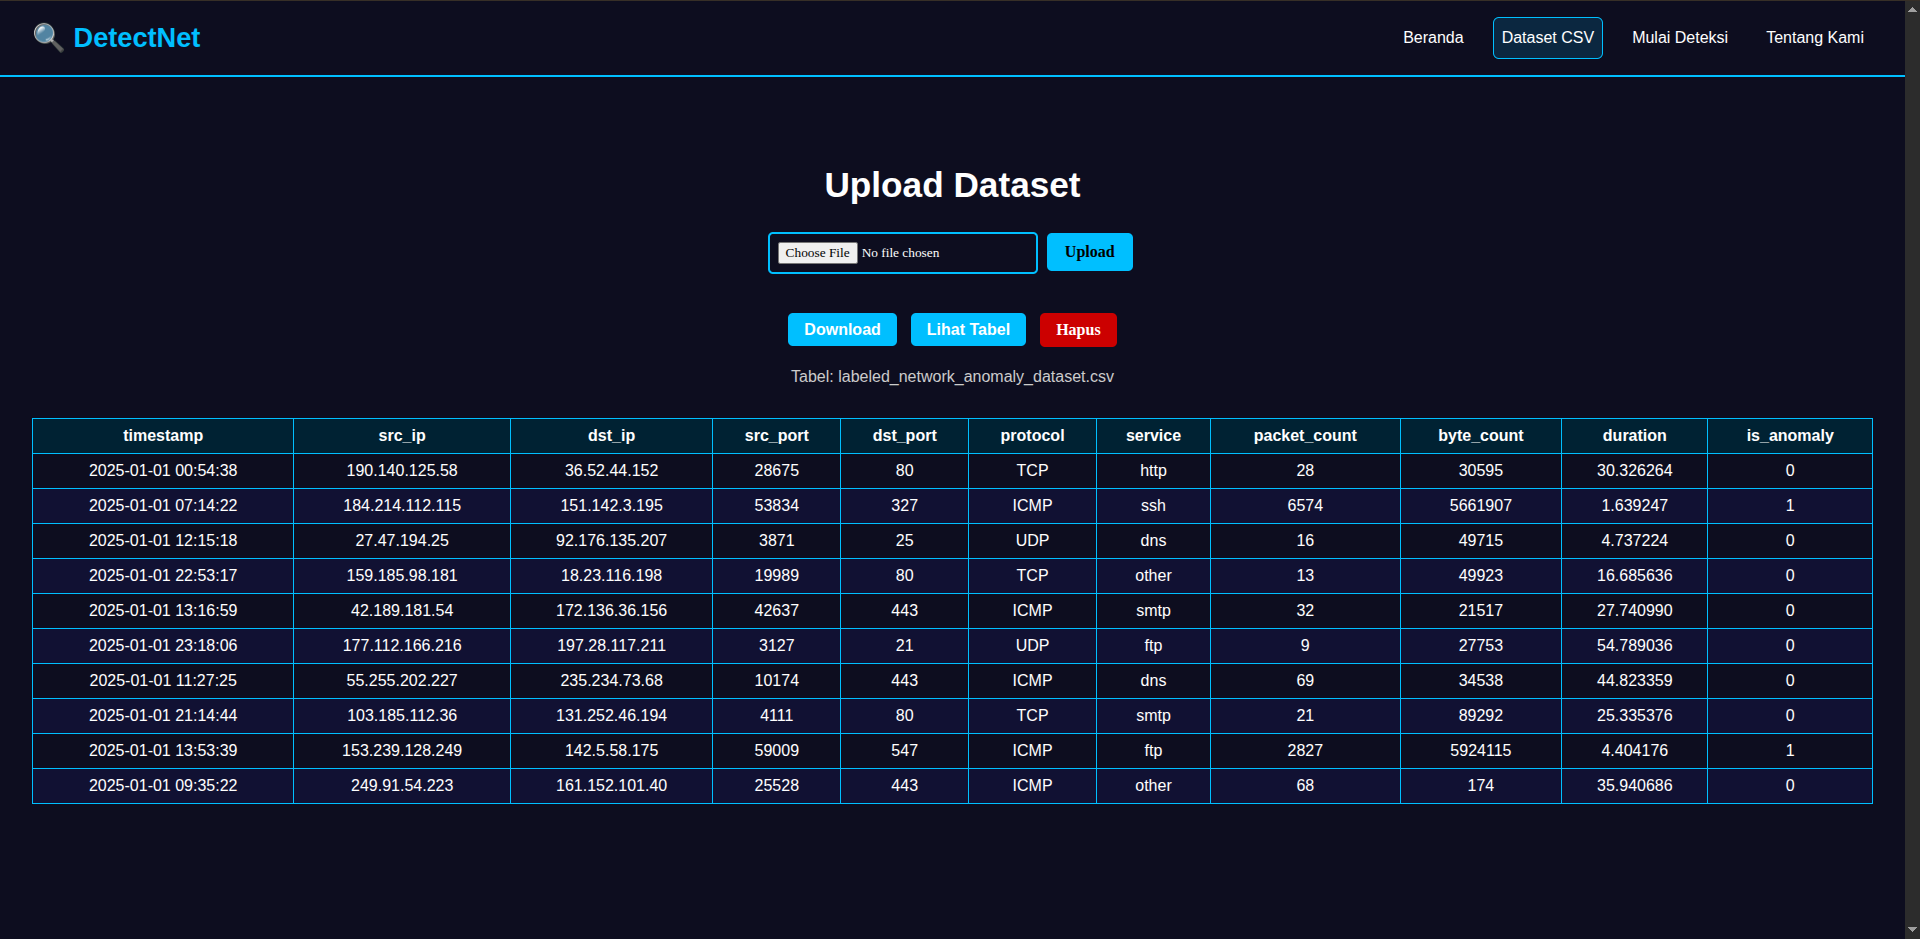 🔍 DetectNet
Beranda Dataset CSV Mulai Deteksi Tentang Kami
Upload Dataset
Choose File No file chosen Upload
Download Lihat Tabel Hapus
Tabel: labeled_network_anomaly_dataset.csv
timestamp src_ip dst_ip src_port dst_port protocol service packet_count byte_count duration is_anomaly
2025-01-01 00:54:38 190.140.125.58 36.52.44.152 28675 80 TCP http 28 30595 30.326264 0
2025-01-01 07:14:22 184.214.112.115 151.142.3.195 53834 327 ICMP ssh 6574 5661907 1.639247 1
2025-01-01 12:15:18 27.47.194.25 92.176.135.207 3871 25 UDP dns 16 49715 4.737224 0
2025-01-01 22:53:17 159.185.98.181 18.23.116.198 19989 80 TCP other 13 49923 16.685636 0
2025-01-01 13:16:59 42.189.181.54 172.136.36.156 42637 443 ICMP smtp 32 21517 27.740990 0
2025-01-01 23:18:06 177.112.166.216 197.28.117.211 3127 21 UDP ftp 9 27753 54.789036 0
2025-01-01 11:27:25 55.255.202.227 235.234.73.68 10174 443 ICMP dns 69 34538 44.823359 0
2025-01-01 21:14:44 103.185.112.36 131.252.46.194 4111 80 TCP smtp 21 89292 25.335376 0
2025-01-01 13:53:39 153.239.128.249 142.5.58.175 59009 547 ICMP ftp 2827 5924115 4.404176 1
2025-01-01 09:35:22 249.91.54.223 161.152.101.40 25528 443 ICMP other 68 174 35.940686 0